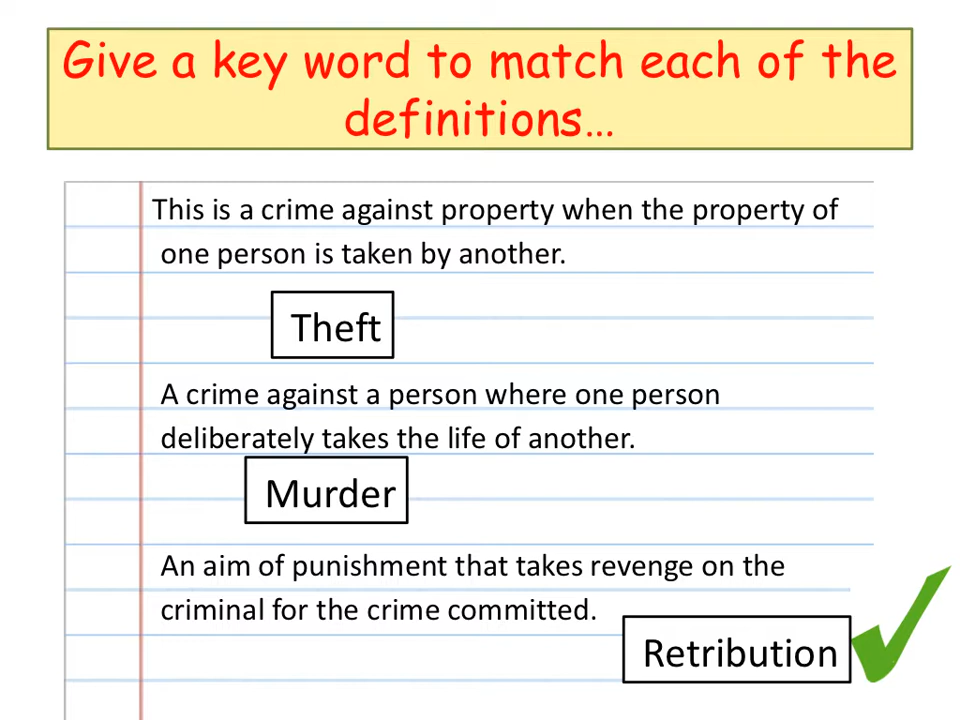 Give a key word to match each of the
definitions…
This is a crime against property when the property of
one person is taken by another.
Theft
A crime against a person where one person
deliberately takes the life of another.
Murder
An aim of punishment that takes revenge on the
criminal for the crime committed.
Retribution